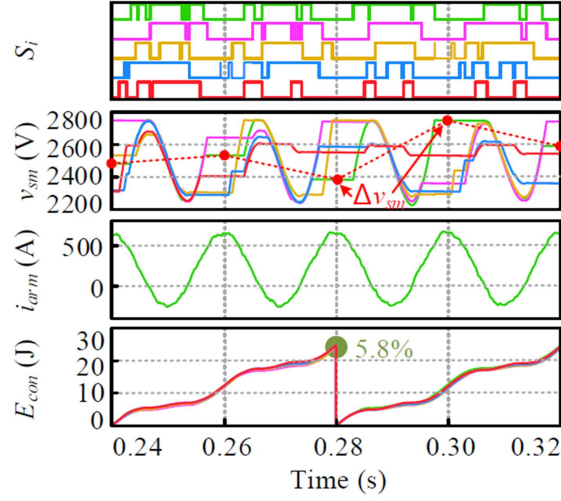 S_i
2800
2600
2400
2200
v_sm (V)
Δv_sm
500
0
i_arm (A)
30
20
10
0
E_con (J)
5.8%
0.24 0.26 0.28 0.30 0.32
Time (s)